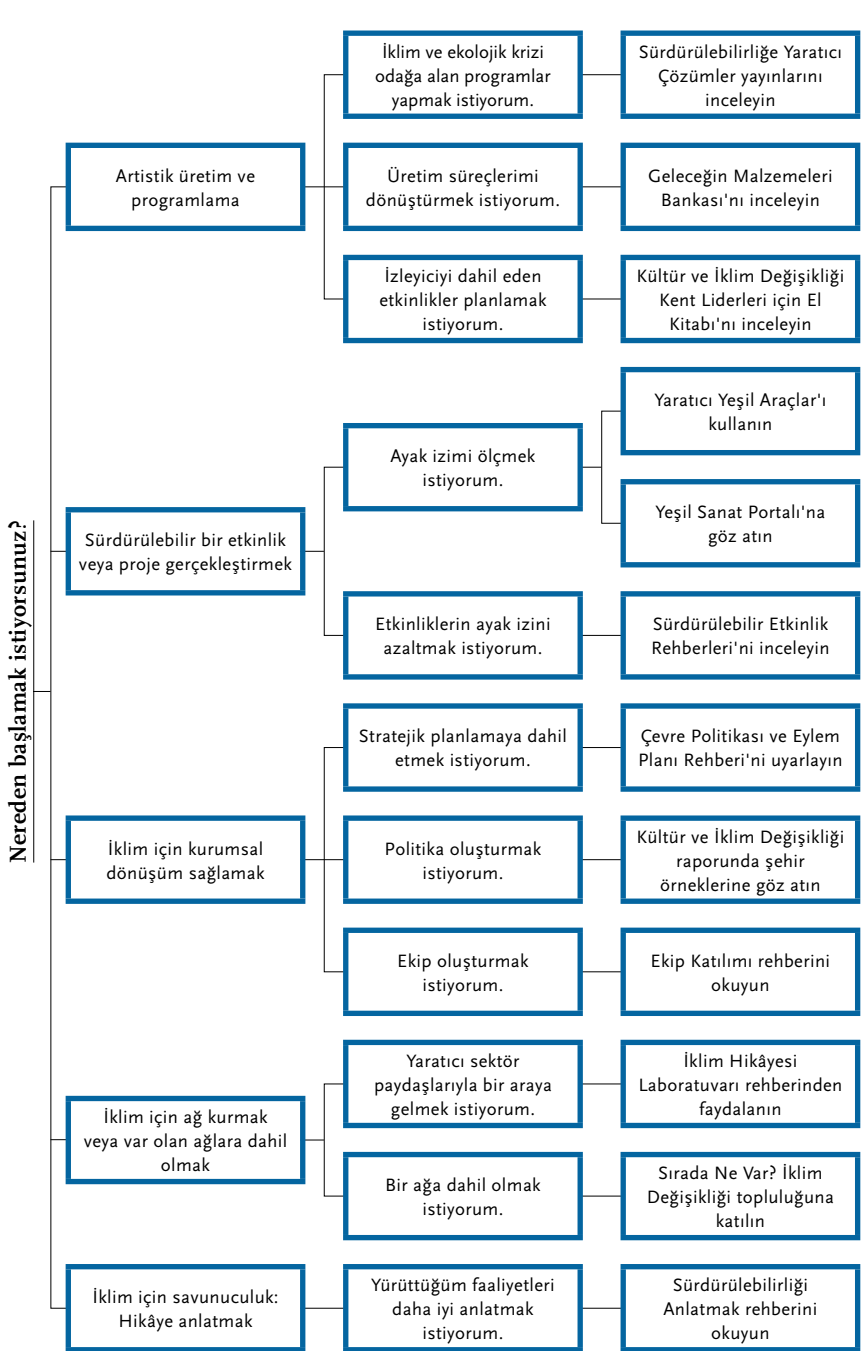 Nereden başlamak istiyorsunuz?
Artistik üretim ve
programlama
İklim ve ekolojik krizi
odağa alan programlar
yapmak istiyorum.
Sürdürülebilirliğe Yaratıcı
Çözümler yayınlarını
inceleyin
Üretim süreçlerimi
dönüştürmek istiyorum.
Geleceğin Malzemeleri
Bankası'nı inceleyin
İzleyiciyi dahil eden
etkinlikler planlamak
istiyorum.
Kültür ve İklim Değişikliği
Kent Liderleri için El
Kitabı'nı inceleyin
Sürdürülebilir bir etkinlik
veya proje gerçekleştirmek
Ayak izimi ölçmek
istiyorum.
Yaratıcı Yeşil Araçlar'ı
kullanın
Yeşil Sanat Portalı'na
göz atın
Etkinliklerin ayak izini
azaltmak istiyorum.
Sürdürülebilir Etkinlik
Rehberleri'ni inceleyin
İklim için kurumsal
dönüşüm sağlamak
Stratejik planlamaya dahil
etmek istiyorum.
Çevre Politikası ve Eylem
Planı Rehberi'ni uyarlayın
Politika oluşturmak
istiyorum.
Kültür ve İklim Değişikliği
raporunda şehir
örneklerine göz atın
Ekip oluşturmak
istiyorum.
Ekip Katılımı rehberini
okuyun
İklim için ağ kurmak
veya var olan ağlara dahil
olmak
Yaratıcı sektör
paydaşlarıyla bir araya
gelmek istiyorum.
İklim Hikâyesi
Laboratuvarı rehberinden
faydalanın
Bir ağa dahil olmak
istiyorum.
Sırada Ne Var? İklim
Değişikliği topluluğuna
katılın
İklim için savunuculuk:
Hikâye anlatmak
Yürüttüğüm faaliyetleri
daha iyi anlatmak
istiyorum.
Sürdürülebilirliği
Anlatmak rehberini
okuyun